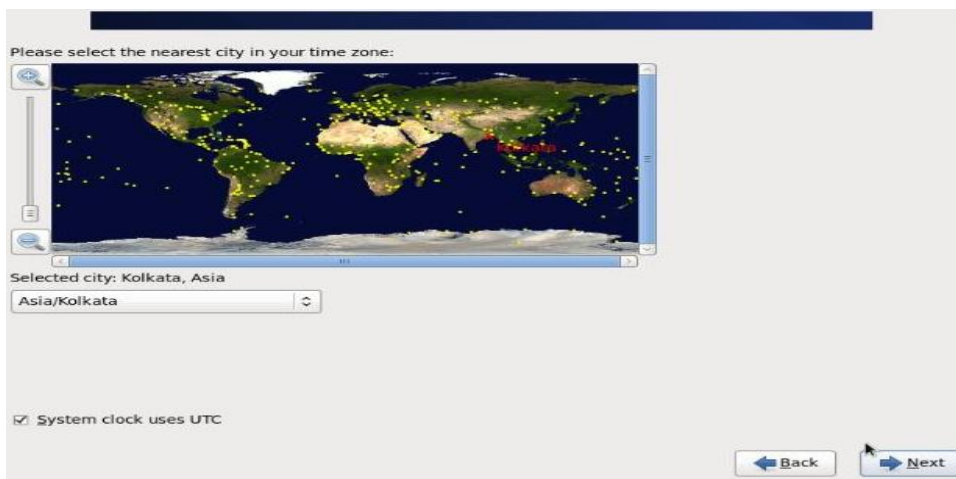 Please select the nearest city in your time zone:
Kolkata
Selected city: Kolkata, Asia
Asia/Kolkata
System clock uses UTC
Back
Next